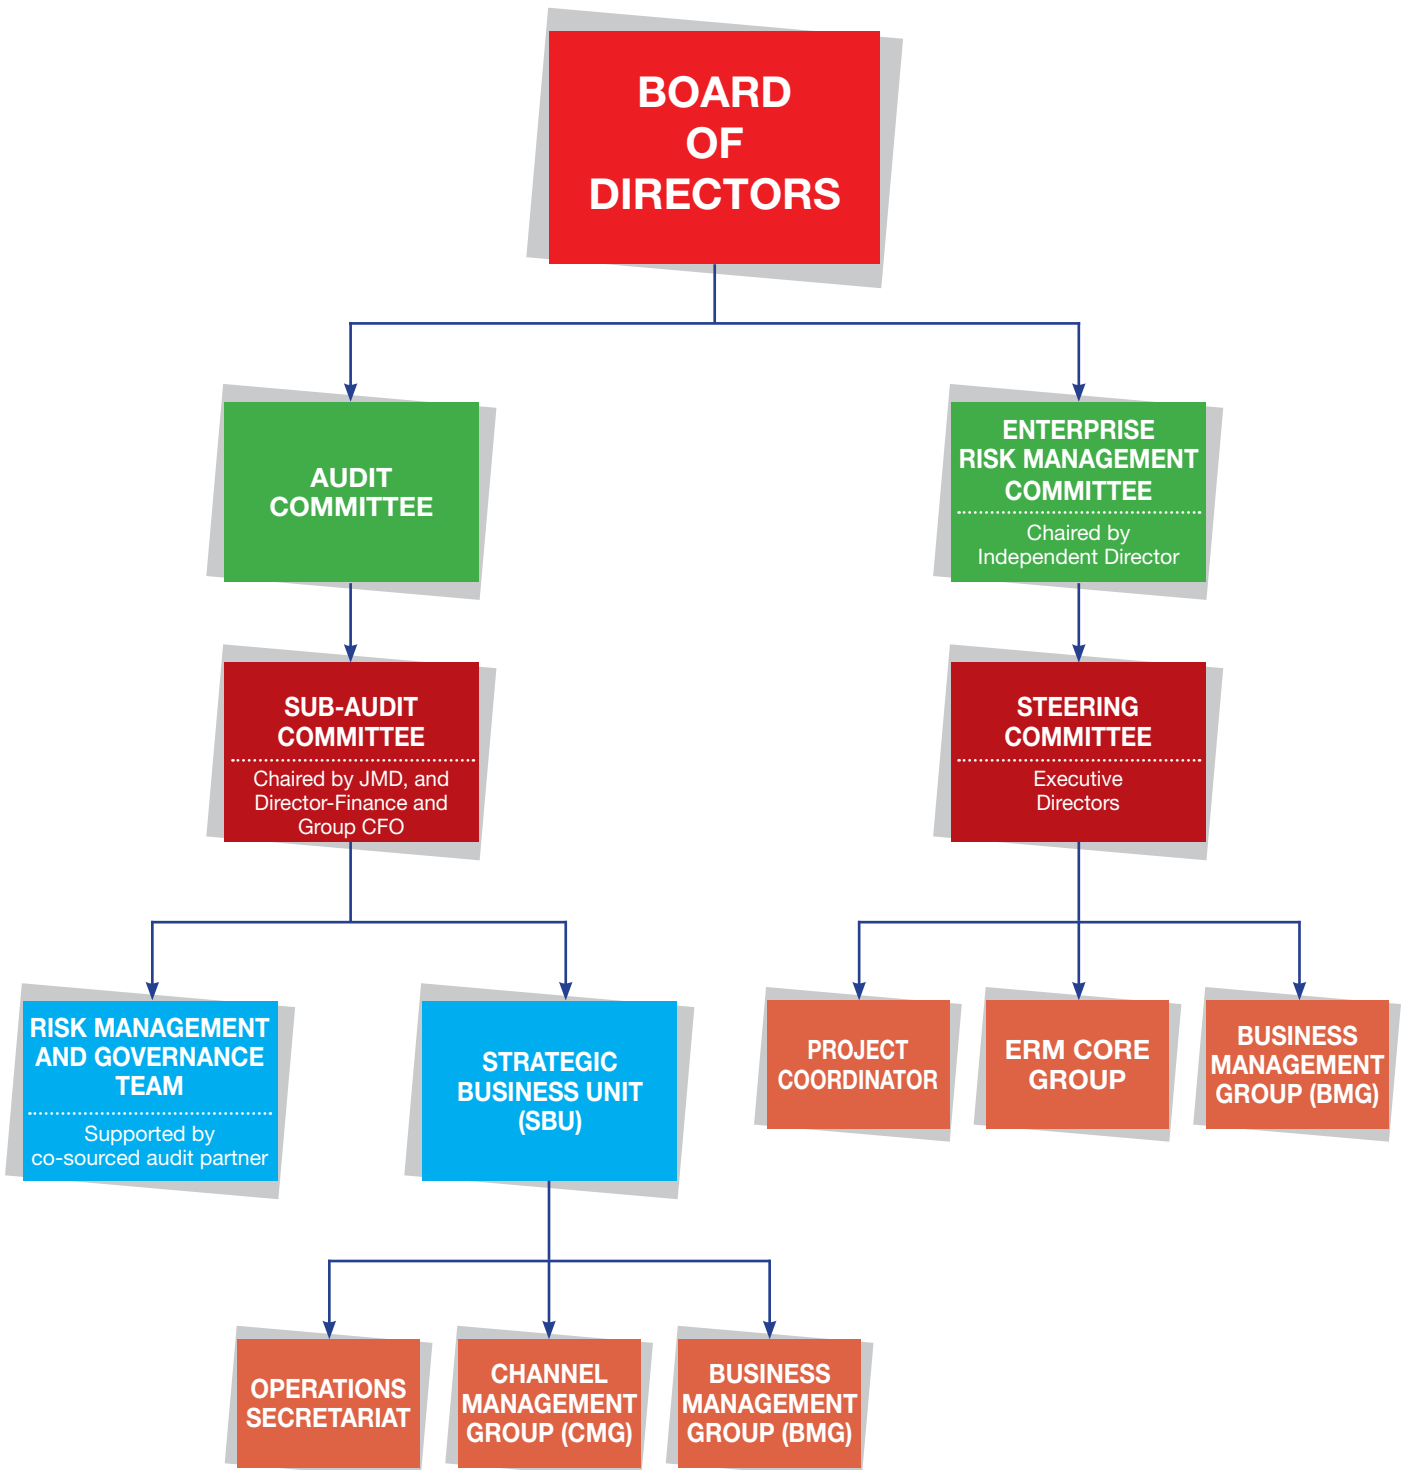 BOARD
OF
DIRECTORS
AUDIT
COMMITTEE
ENTERPRISE
RISK MANAGEMENT
COMMITTEE
Chaired by
Independent Director
SUB-AUDIT
COMMITTEE
Chaired by JMD, and
Director-Finance and
Group CFO
STEERING
COMMITTEE
Executive
Directors
RISK MANAGEMENT
AND GOVERNANCE
TEAM
Supported by
co-sourced audit partner
STRATEGIC
BUSINESS UNIT
(SBU)
PROJECT
COORDINATOR
ERM CORE
GROUP
BUSINESS
MANAGEMENT
GROUP (BMG)
OPERATIONS
SECRETARIAT
CHANNEL
MANAGEMENT
GROUP (CMG)
BUSINESS
MANAGEMENT
GROUP (BMG)